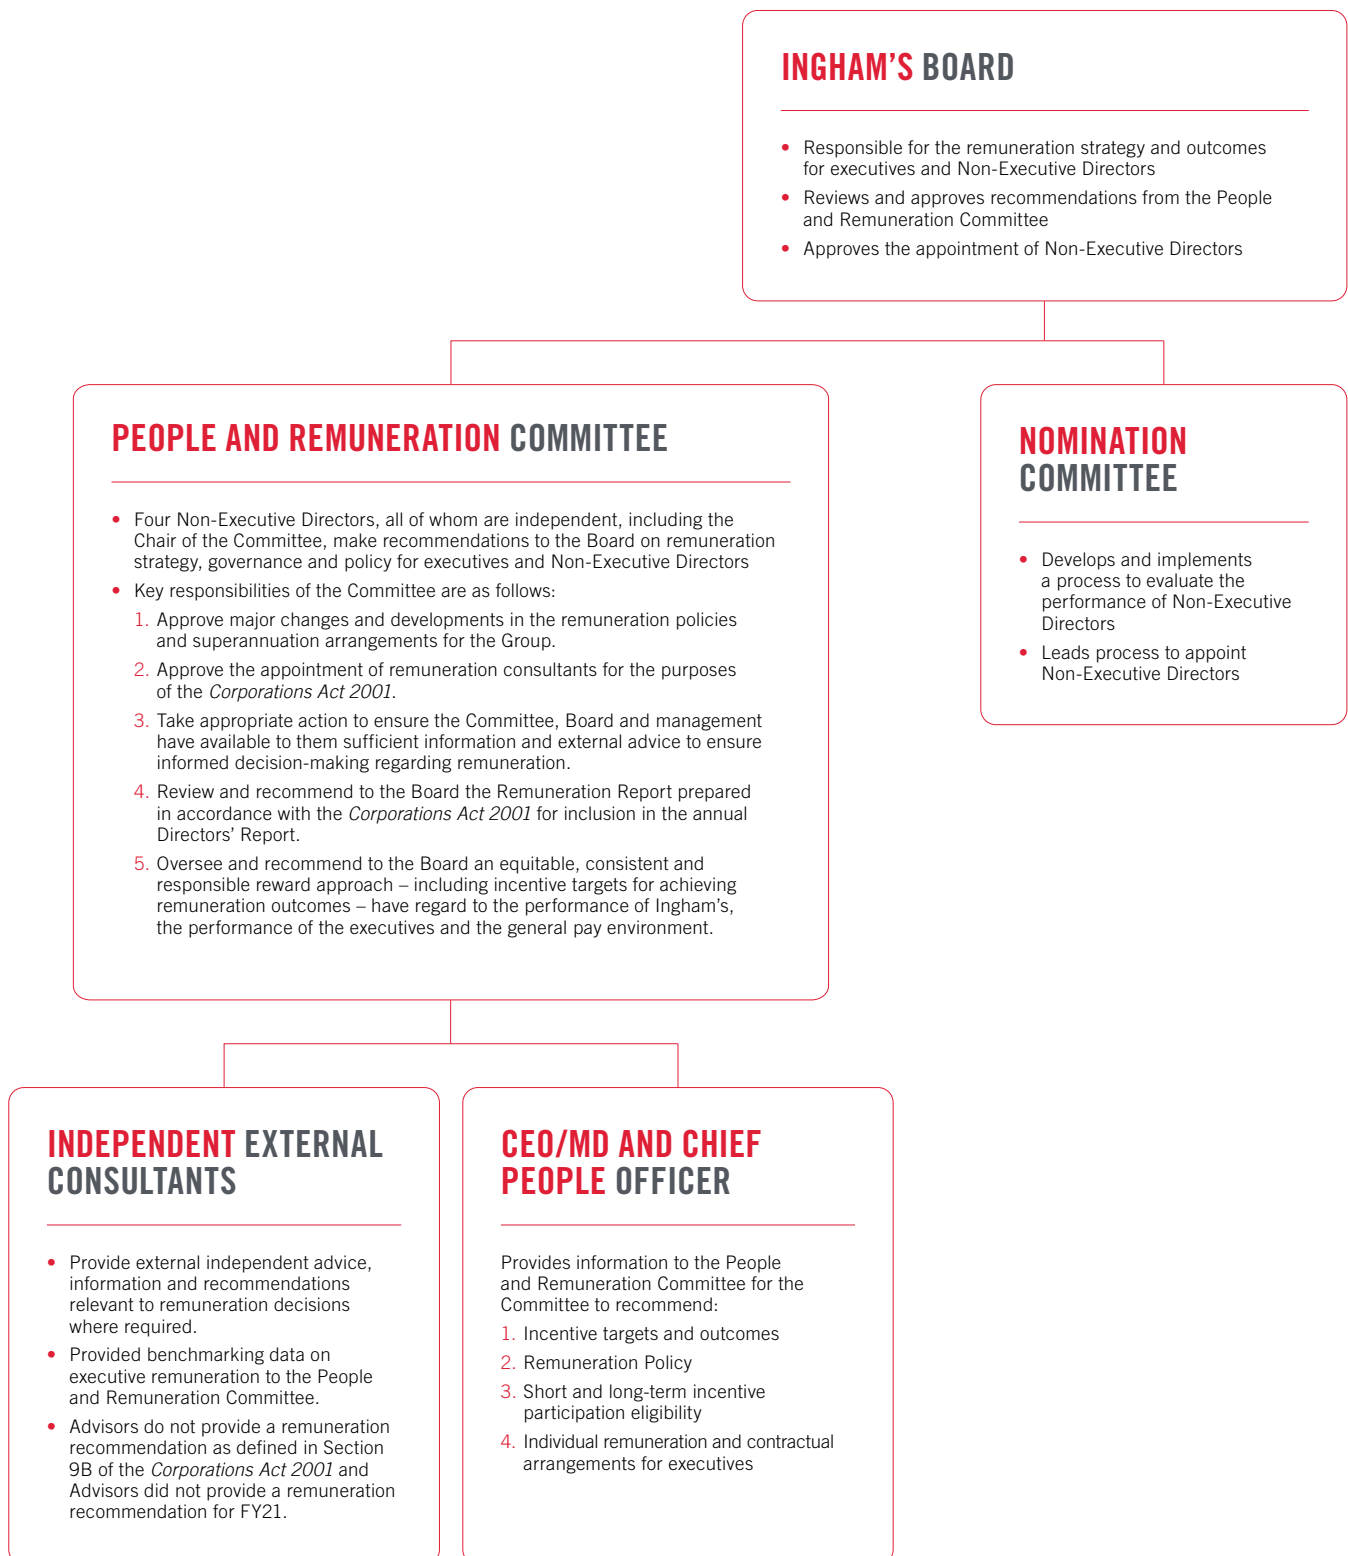 INGHAM'S BOARD
• Responsible for the remuneration strategy and outcomes
for executives and Non-Executive Directors
• Reviews and approves recommendations from the People
and Remuneration Committee
• Approves the appointment of Non-Executive Directors
PEOPLE AND REMUNERATION COMMITTEE
• Four Non-Executive Directors, all of whom are independent, including the
Chair of the Committee, make recommendations to the Board on remuneration
strategy, governance and policy for executives and Non-Executive Directors
• Key responsibilities of the Committee are as follows:
1. Approve major changes and developments in the remuneration policies
and superannuation arrangements for the Group.
2. Approve the appointment of remuneration consultants for the purposes
of the Corporations Act 2001.
3. Take appropriate action to ensure the Committee, Board and management
have available to them sufficient information and external advice to ensure
informed decision-making regarding remuneration.
4. Review and recommend to the Board the Remuneration Report prepared
in accordance with the Corporations Act 2001 for inclusion in the annual
Directors' Report.
5. Oversee and recommend to the Board an equitable, consistent and
responsible reward approach – including incentive targets for achieving
remuneration outcomes – have regard to the performance of Ingham's,
the performance of the executives and the general pay environment.
NOMINATION
COMMITTEE
• Develops and implements
a process to evaluate the
performance of Non-Executive
Directors
• Leads process to appoint
Non-Executive Directors
INDEPENDENT EXTERNAL
CONSULTANTS
• Provide external independent advice,
information and recommendations
relevant to remuneration decisions
where required.
• Provided benchmarking data on
executive remuneration to the People
and Remuneration Committee.
• Advisors do not provide a remuneration
recommendation as defined in Section
9B of the Corporations Act 2001 and
Advisors did not provide a remuneration
recommendation for FY21.
CEO/MD AND CHIEF
PEOPLE OFFICER
Provides information to the People
and Remuneration Committee for the
Committee to recommend:
1. Incentive targets and outcomes
2. Remuneration Policy
3. Short and long-term incentive
participation eligibility
4. Individual remuneration and contractual
arrangements for executives